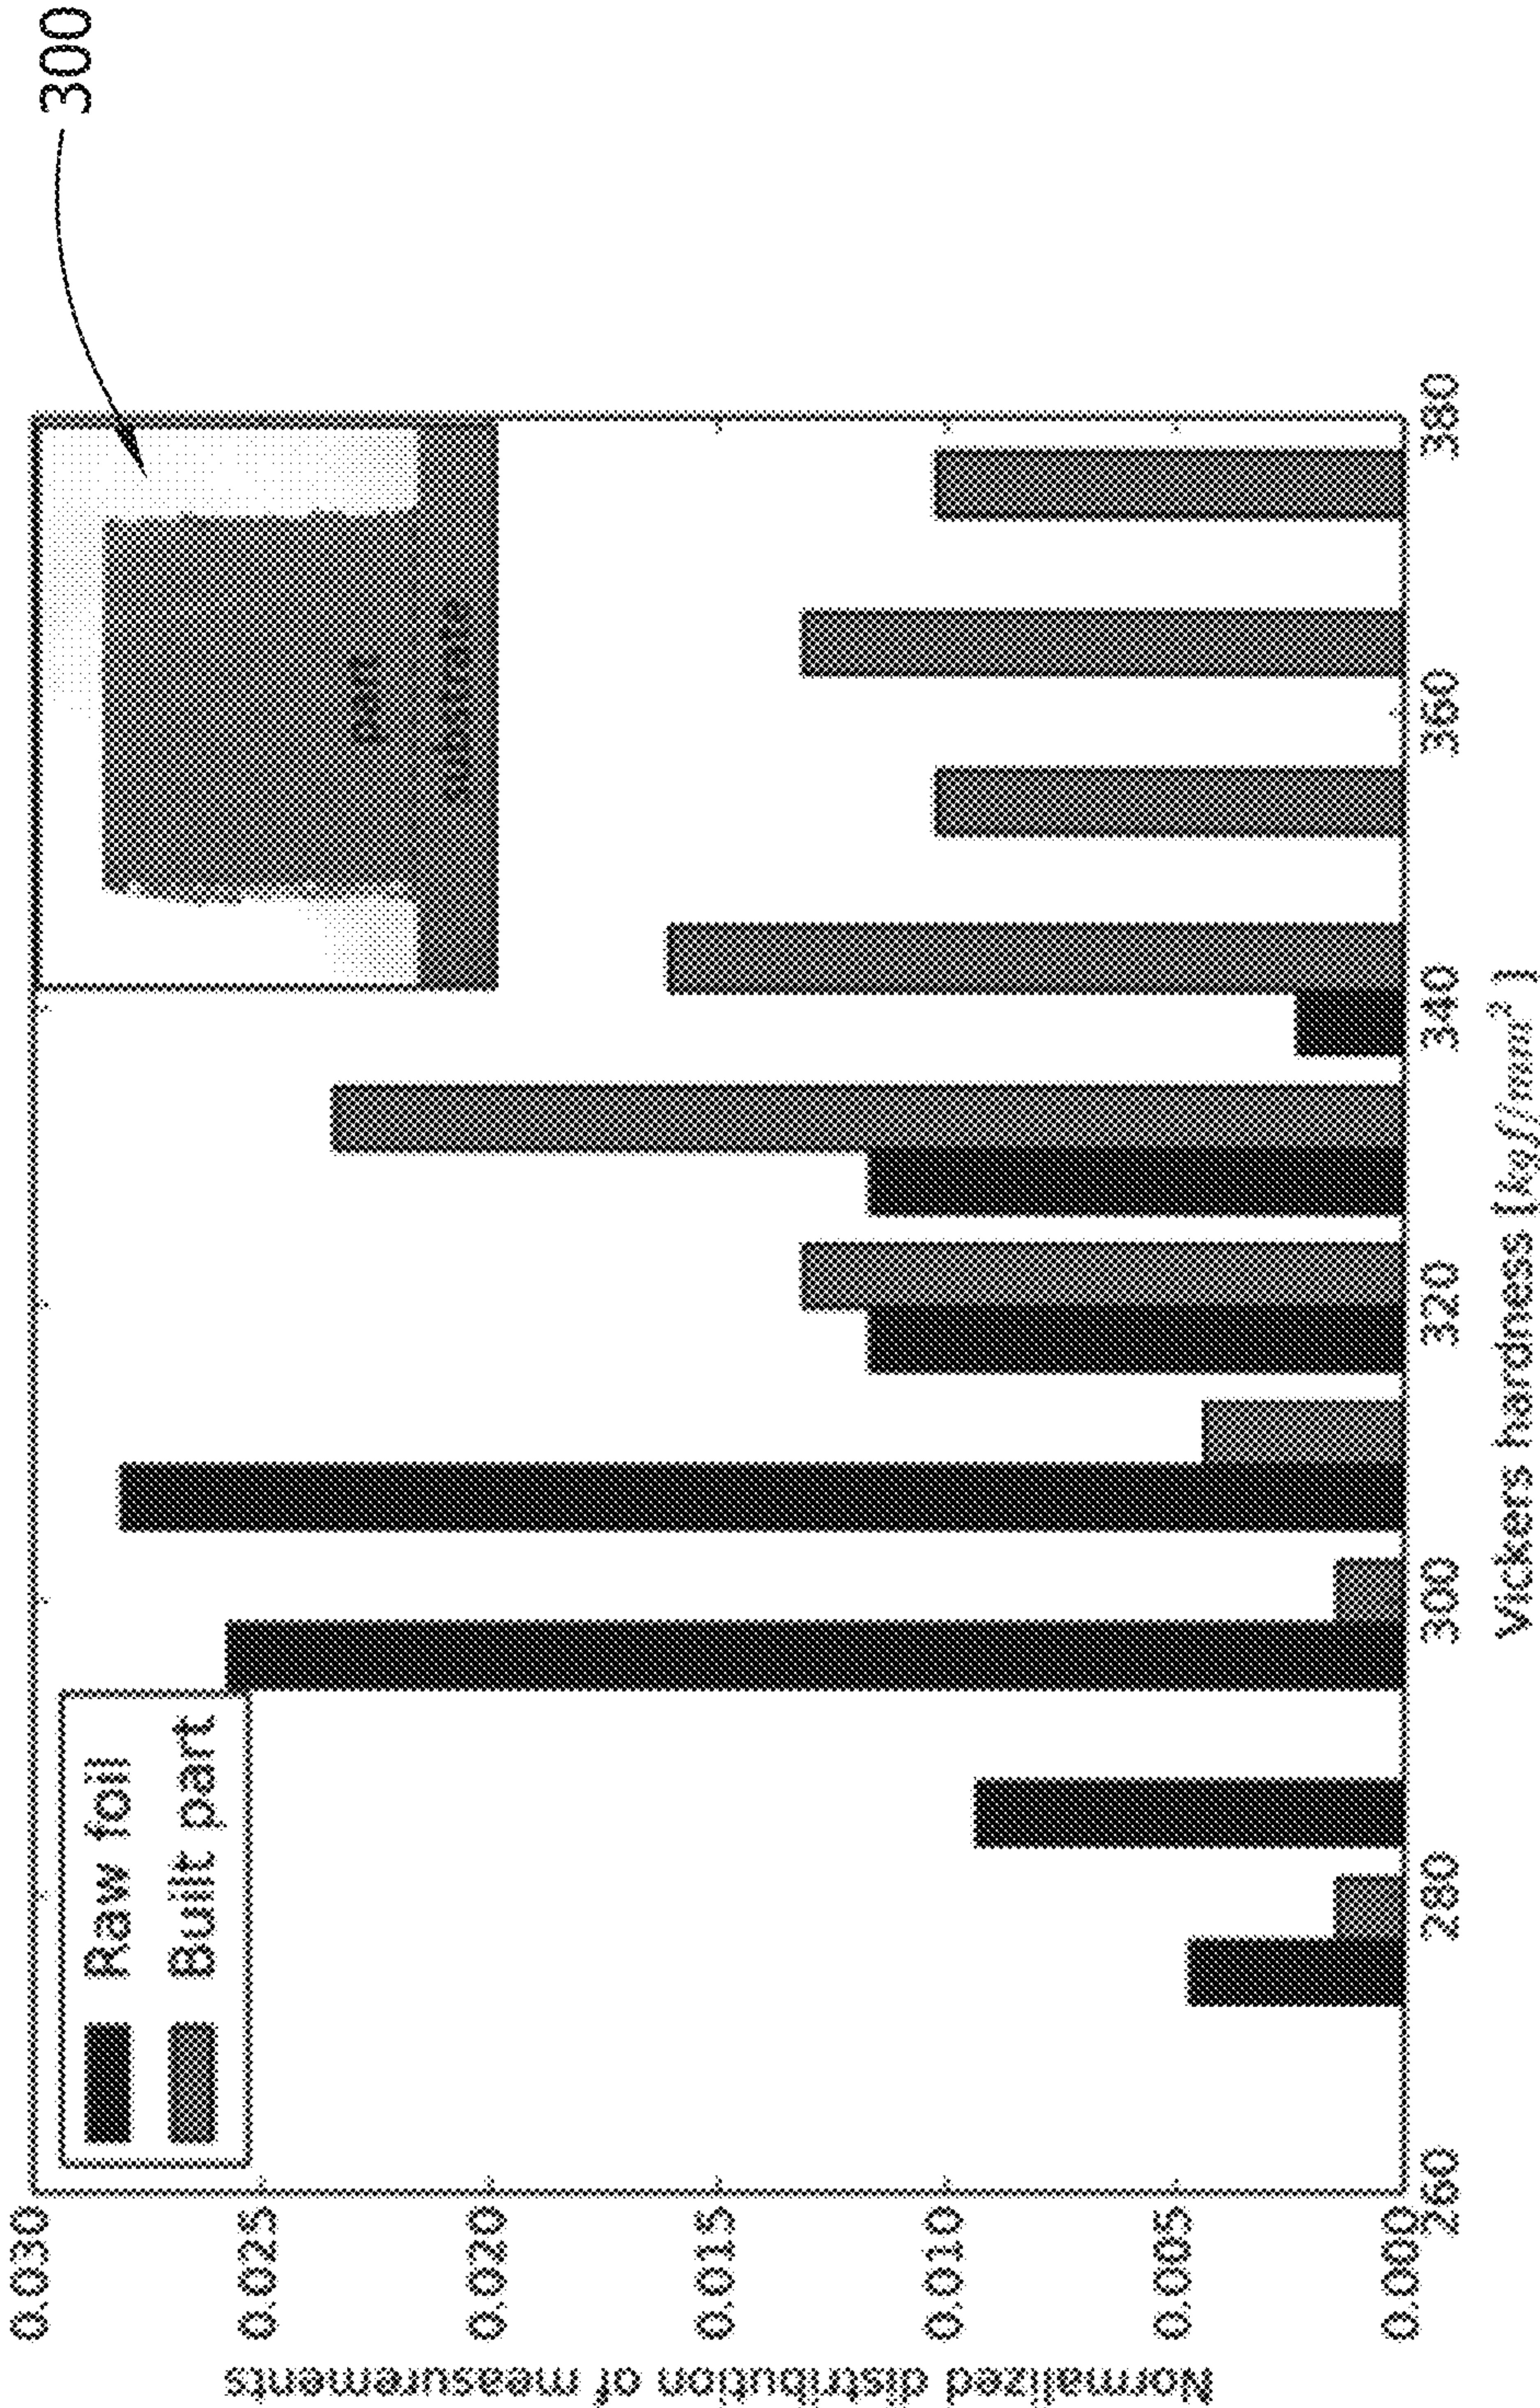 300
Raw foil
Built part
part
substrate
0.030
0.025
0.020
0.015
0.010
0.005
0.000
260
280
300
320
340
360
380
Normalized distribution of measurements
Vickers hardness [kgf/mm²]